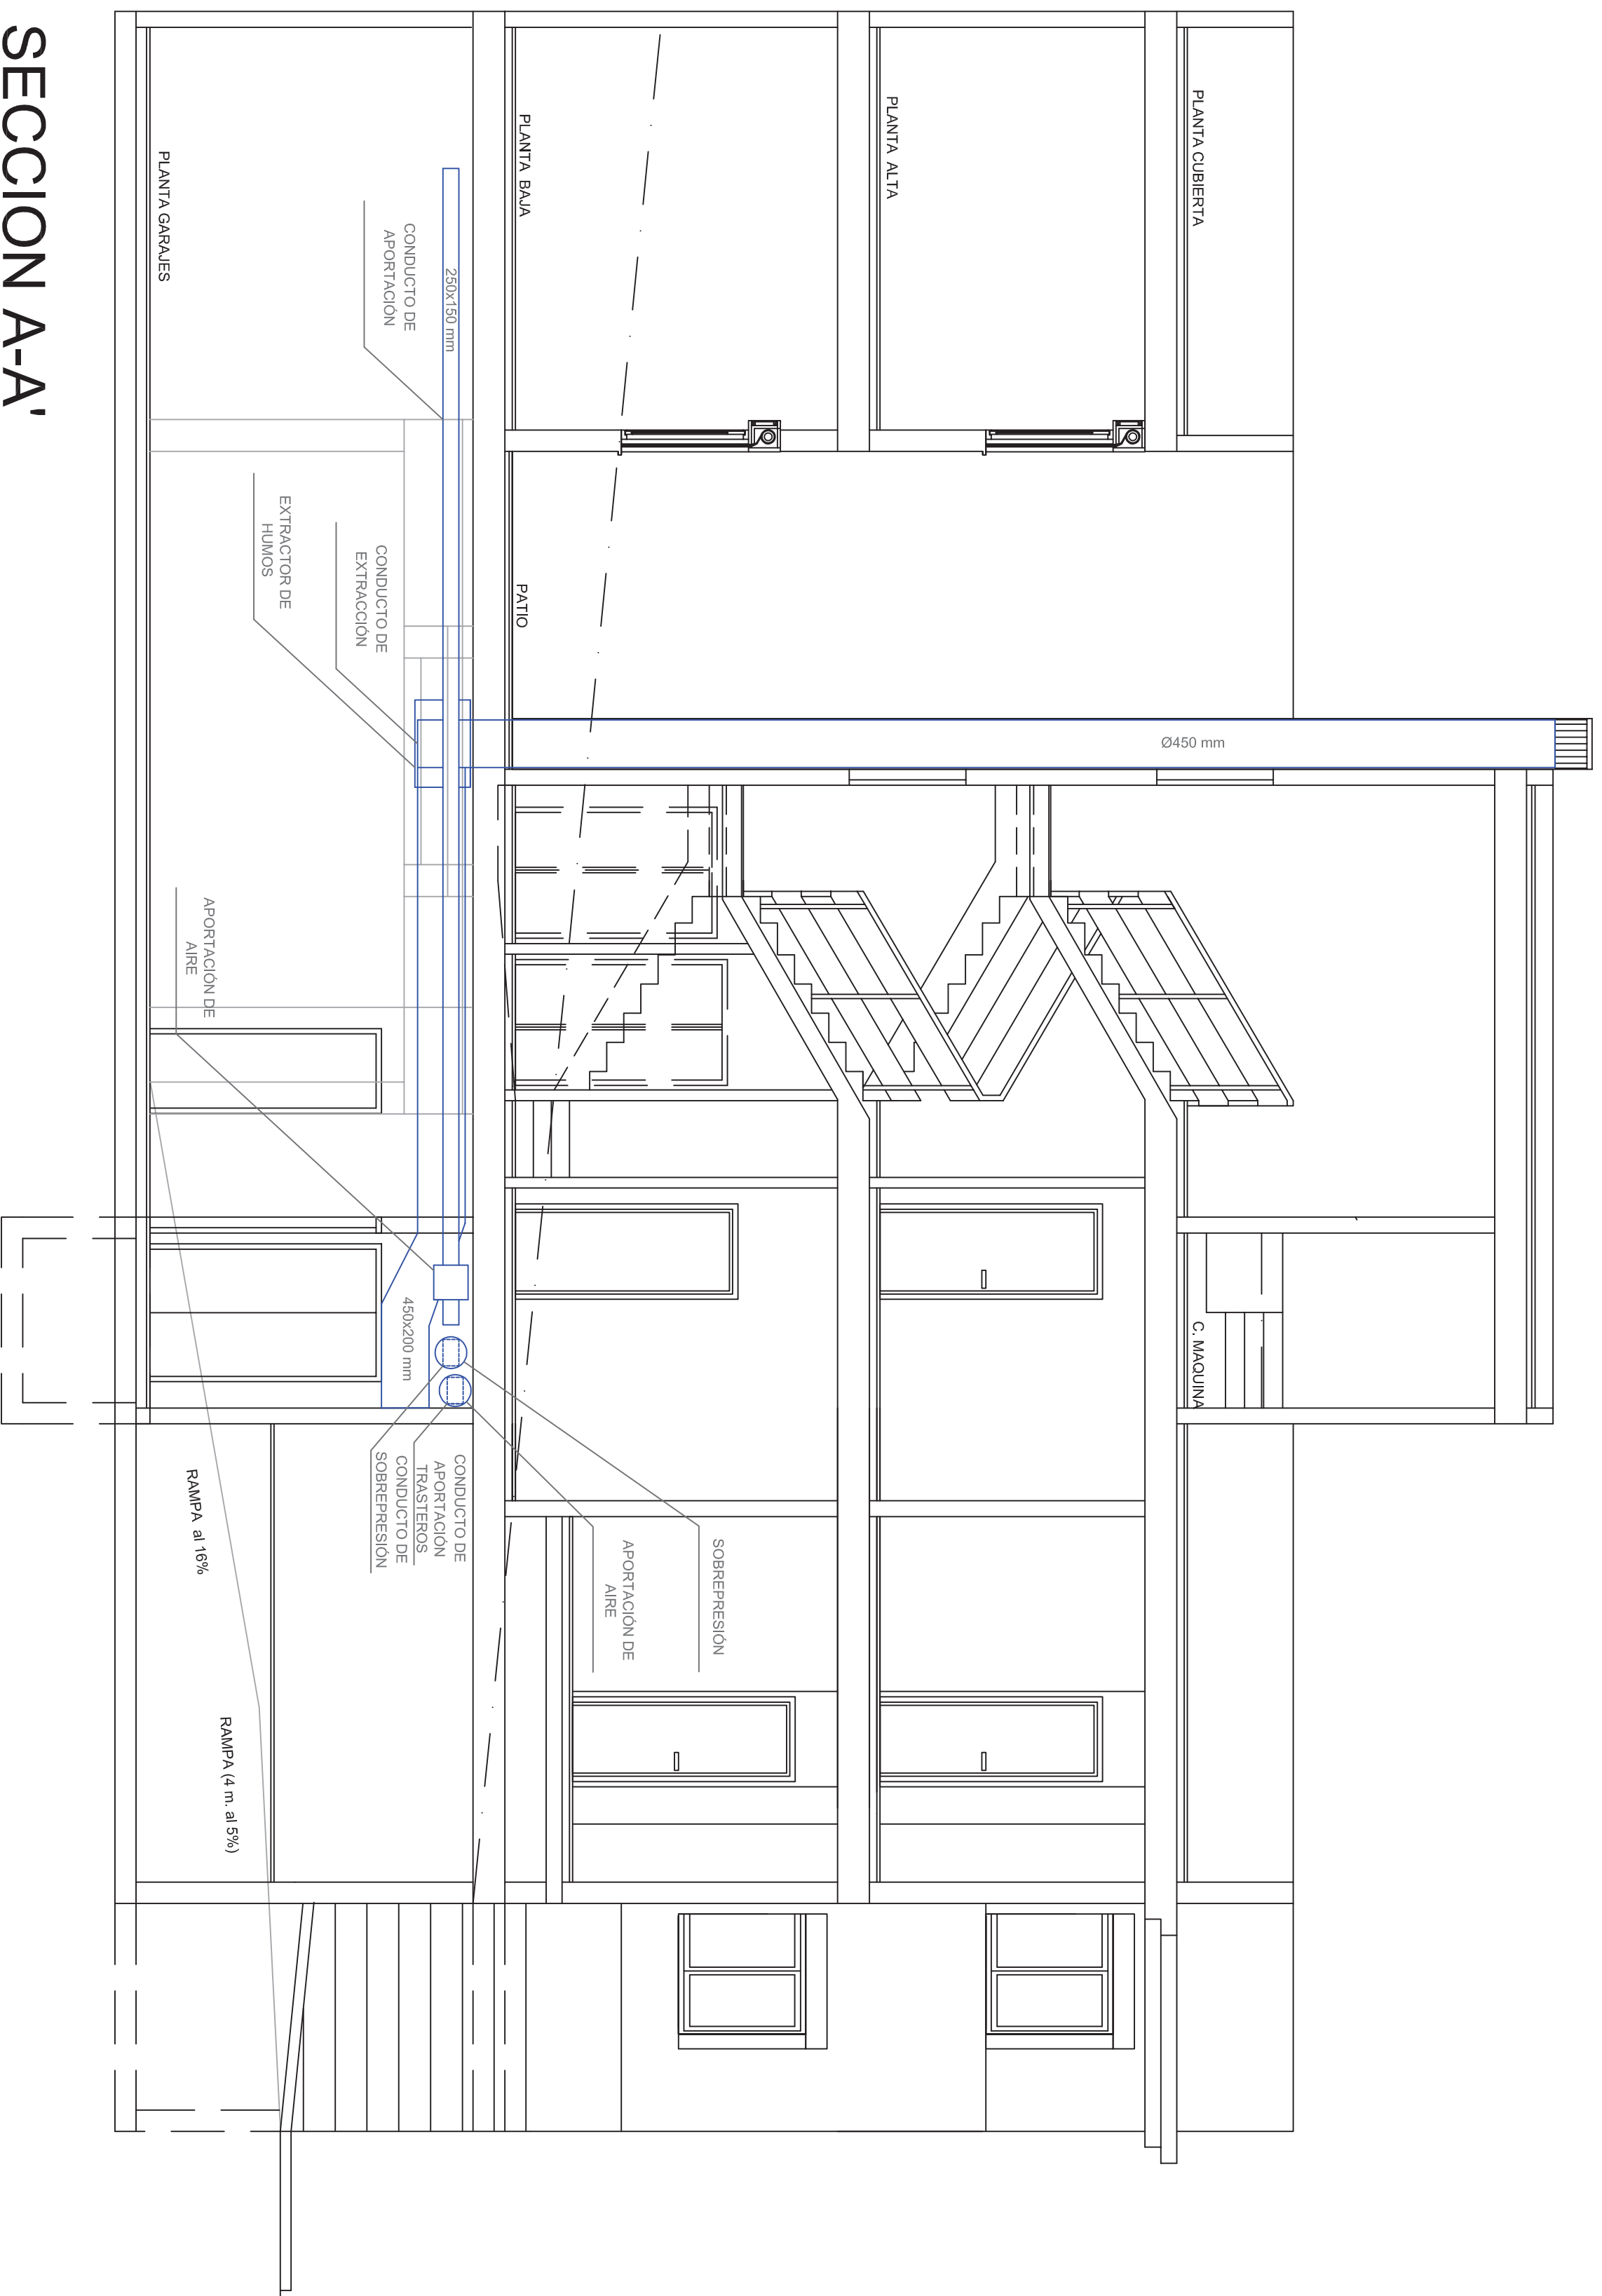 SECCION A-A'
PLANTA CUBIERTA
PLANTA ALTA
PLANTA BAJA
PLANTA GARAJES
PATIO
C. MAQUINA
Ø450 mm
250x150 mm
CONDUCTO DE
APORTACIÓN
CONDUCTO DE
EXTRACCIÓN
EXTRACTOR DE
HUMOS
APORTACIÓN DE
AIRE
450x200 mm
CONDUCTO DE
APORTACIÓN
TRASTEROS
CONDUCTO DE
SOBREPRESIÓN
SOBREPRESIÓN
APORTACIÓN DE
AIRE
RAMPA al 16%
RAMPA (4 m. al 5%)